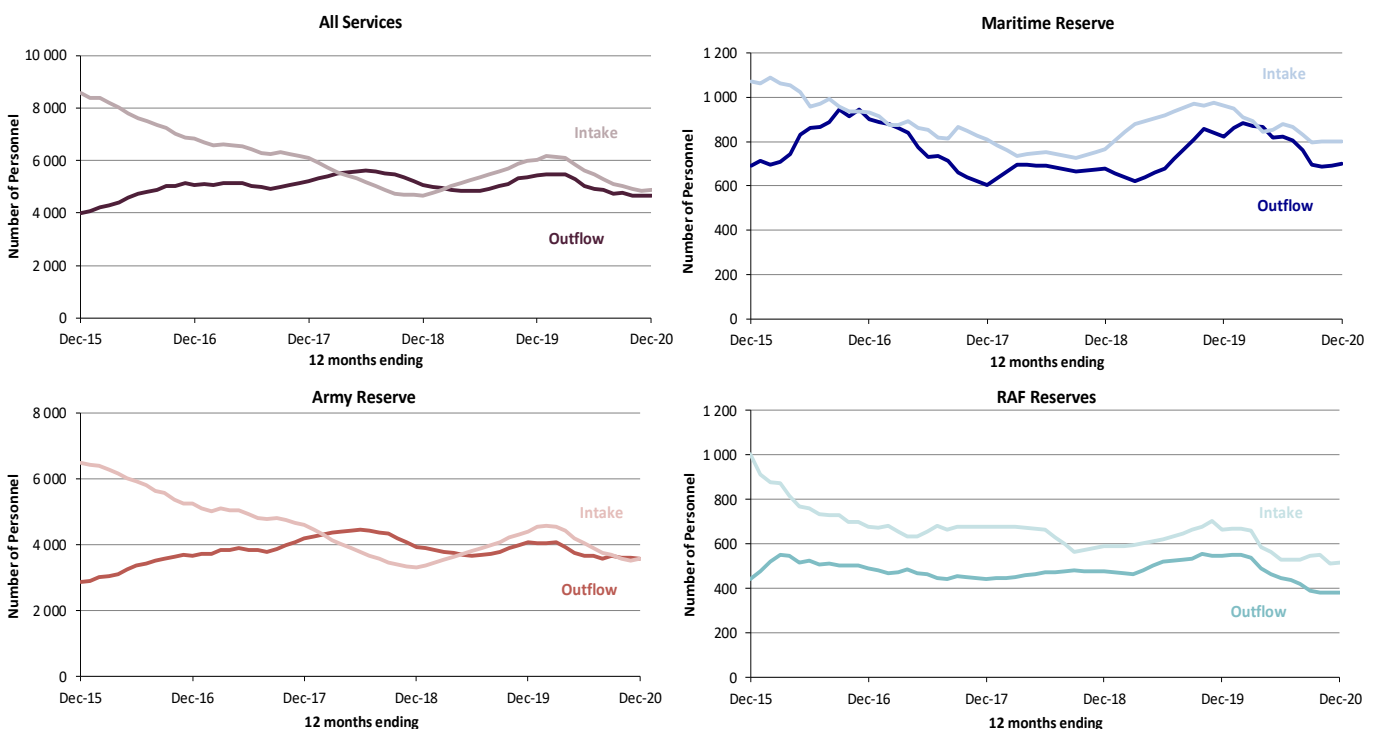 All Services
Number of Personnel
10 000
8 000
6 000
4 000
2 000
0
Intake
Outflow
Dec-15 Dec-16 Dec-17 Dec-18 Dec-19 Dec-20
12 months ending
Maritime Reserve
Number of Personnel
1 200
1 000
800
600
400
200
0
Intake
Outflow
Dec-15 Dec-16 Dec-17 Dec-18 Dec-19 Dec-20
12 months ending
Army Reserve
Number of Personnel
8 000
6 000
4 000
2 000
0
Intake
Outflow
Dec-15 Dec-16 Dec-17 Dec-18 Dec-19 Dec-20
12 months ending
RAF Reserves
Number of Personnel
1 200
1 000
800
600
400
200
0
Intake
Outflow
Dec-15 Dec-16 Dec-17 Dec-18 Dec-19 Dec-20
12 months ending